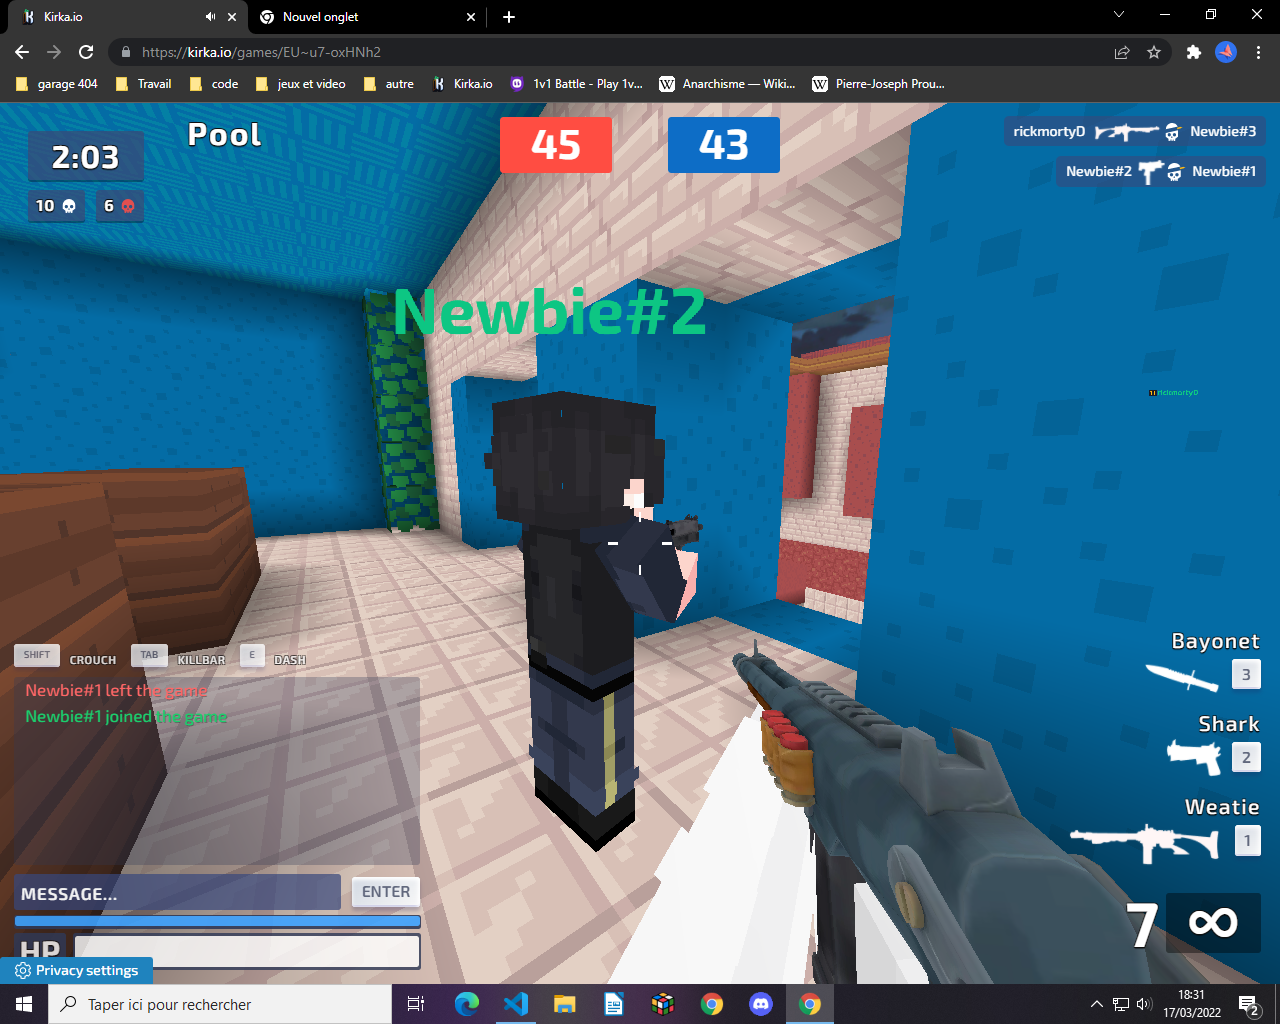 Kirka.io
Nouvel onglet
https://kirka.io/games/EU~u7-oxHNh2
garage 404
Travail
code
jeux et video
autre
Kirka.io
1v1 Battle - Play 1v...
Anarchisme — Wiki...
Pierre-Joseph Prou...
2:03
Pool
45
43
rickmortyD Newbie#3
Newbie#2 Newbie#1
10
6
Newbie#2
rickmortyD
SHIFT CROUCH TAB KILLBAR E DASH
Newbie#1 left the game
Newbie#1 joined the game
Bayonet
3
Shark
2
Weatie
1
MESSAGE...
ENTER
7 ∞
HP
Privacy settings
Taper ici pour rechercher
18:31
17/03/2022
2